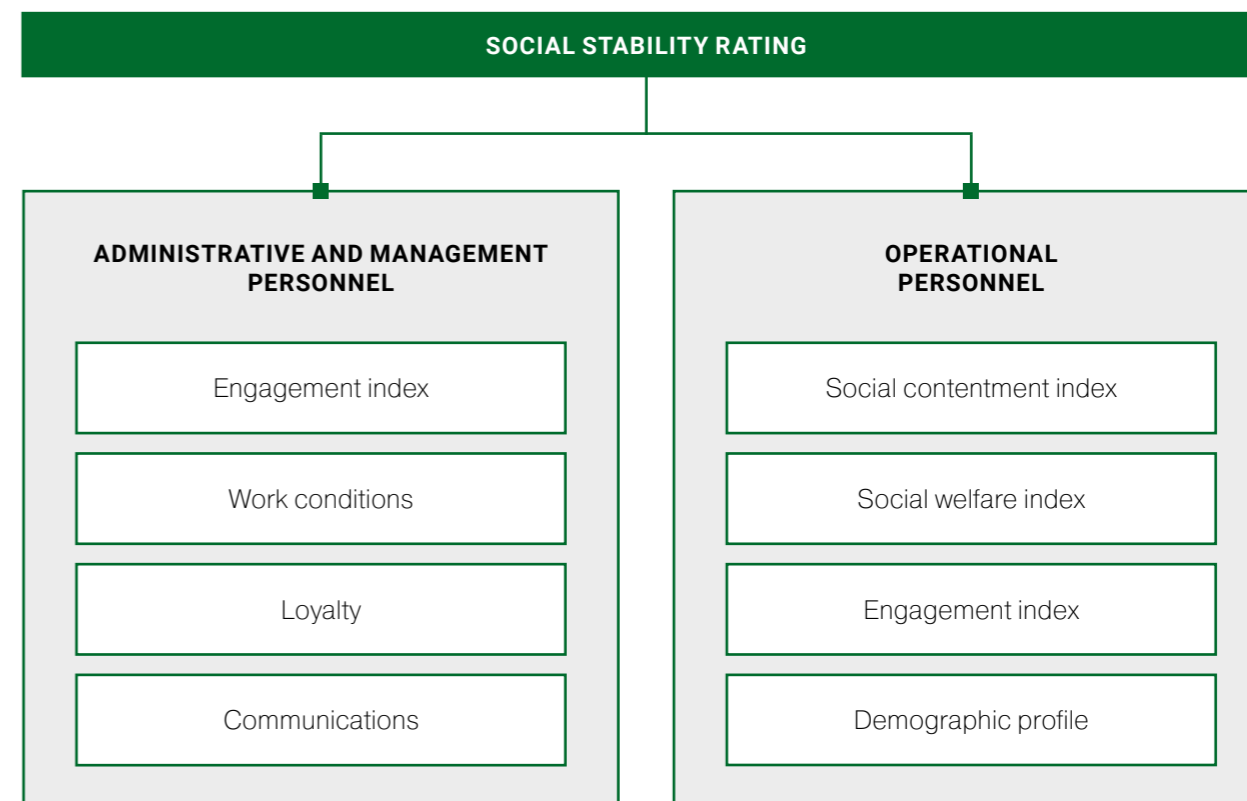 SOCIAL STABILITY RATING
ADMINISTRATIVE AND MANAGEMENT
PERSONNEL
Engagement index
Work conditions
Loyalty
Communications
OPERATIONAL
PERSONNEL
Social contentment index
Social welfare index
Engagement index
Demographic profile